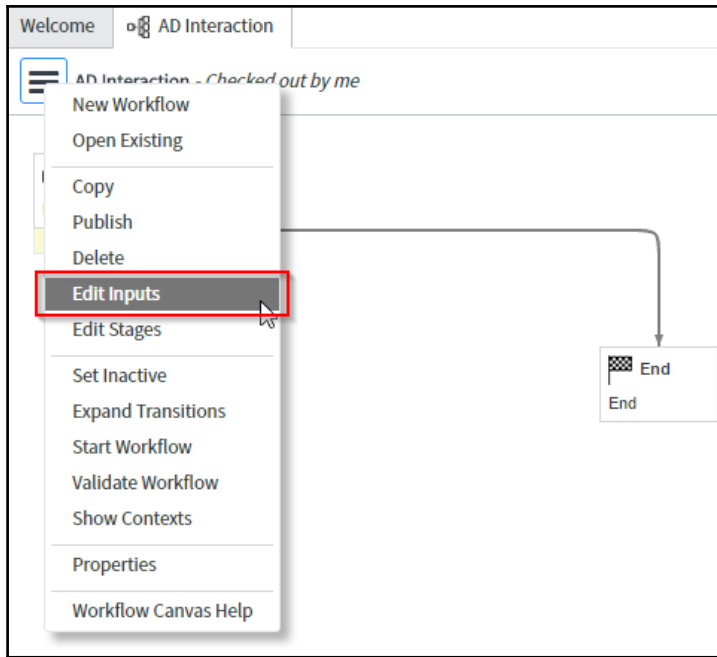 Welcome
AD Interaction
AD Interaction - Checked out by me
New Workflow
Open Existing
Copy
Publish
Delete
Edit Inputs
Edit Stages
Set Inactive
Expand Transitions
Start Workflow
Validate Workflow
Show Contexts
Properties
Workflow Canvas Help
End
End